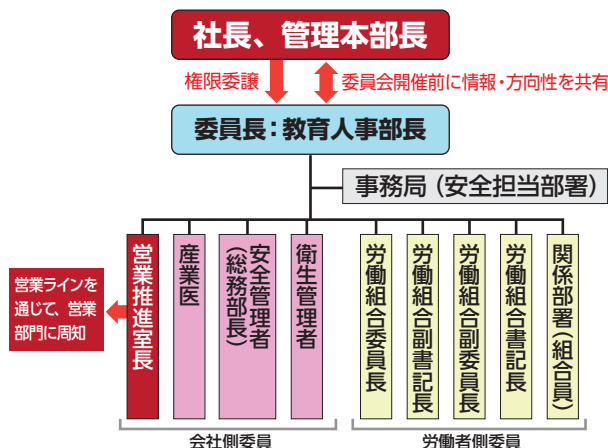 社長、管理本部長
権限委譲
委員会開催前に情報・方向性を共有
委員長：教育人事部長
事務局（安全担当部署）
営業ラインを
通じて、営業
部門に周知
営業推進室長
産業医
安全管理者
（総務部長）
衛生管理者
労働組合委員長
労働組合副書記長
労働組合副委員長
労働組合書記長
関係部署（組合員）
会社側委員
労働者側委員